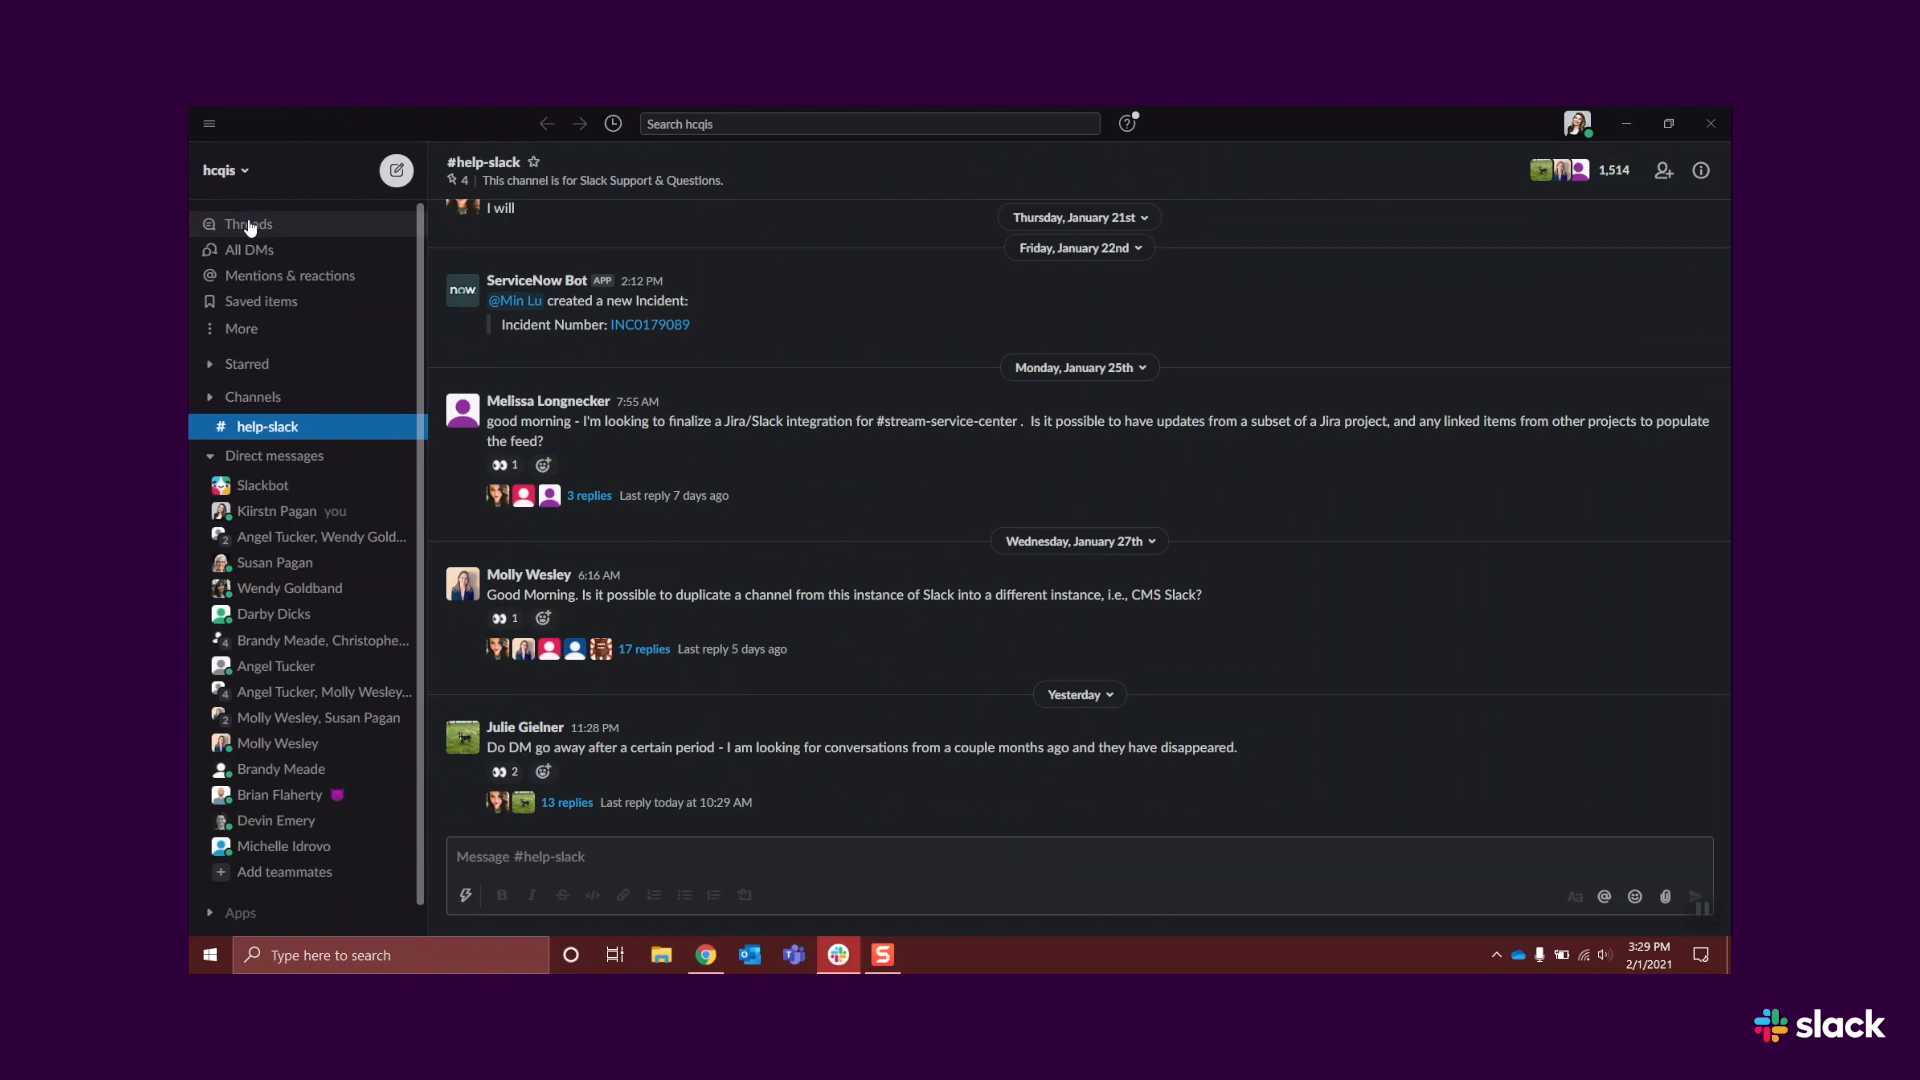 Search hcqis
hcqis
#help-slack
4 | This channel is for Slack Support & Questions.
1,514
Threads
All DMs
Mentions & reactions
Saved items
More
Starred
Channels
# help-slack
Direct messages
Slackbot
Kiirstn Pagan you
2 Angel Tucker, Wendy Gold...
Susan Pagan
Wendy Goldband
Darby Dicks
4 Brandy Meade, Christophe...
Angel Tucker
4 Angel Tucker, Molly Wesley,...
2 Molly Wesley, Susan Pagan
Molly Wesley
Brandy Meade
Brian Flaherty
Devin Emery
Michelle Idrovo
+ Add teammates
Apps
I will
Thursday, January 21st
Friday, January 22nd
now
ServiceNow Bot APP 2:12 PM
@Min Lu created a new Incident:
Incident Number: INC0179089
Monday, January 25th
Melissa Longnecker 7:55 AM
good morning - I'm looking to finalize a Jira/Slack integration for #stream-service-center . Is it possible to have updates from a subset of a Jira project, and any linked items from other projects to populate
the feed?
1
3 replies Last reply 7 days ago
Wednesday, January 27th
Molly Wesley 6:16 AM
Good Morning. Is it possible to duplicate a channel from this instance of Slack into a different instance, i.e., CMS Slack?
1
17 replies Last reply 5 days ago
Yesterday
Julie Gielner 11:28 PM
Do DM go away after a certain period - I am looking for conversations from a couple months ago and they have disappeared.
2
13 replies Last reply today at 10:29 AM
Message #help-slack
B I S </> Aa @
Type here to search
S
3:29 PM
2/1/2021
slack